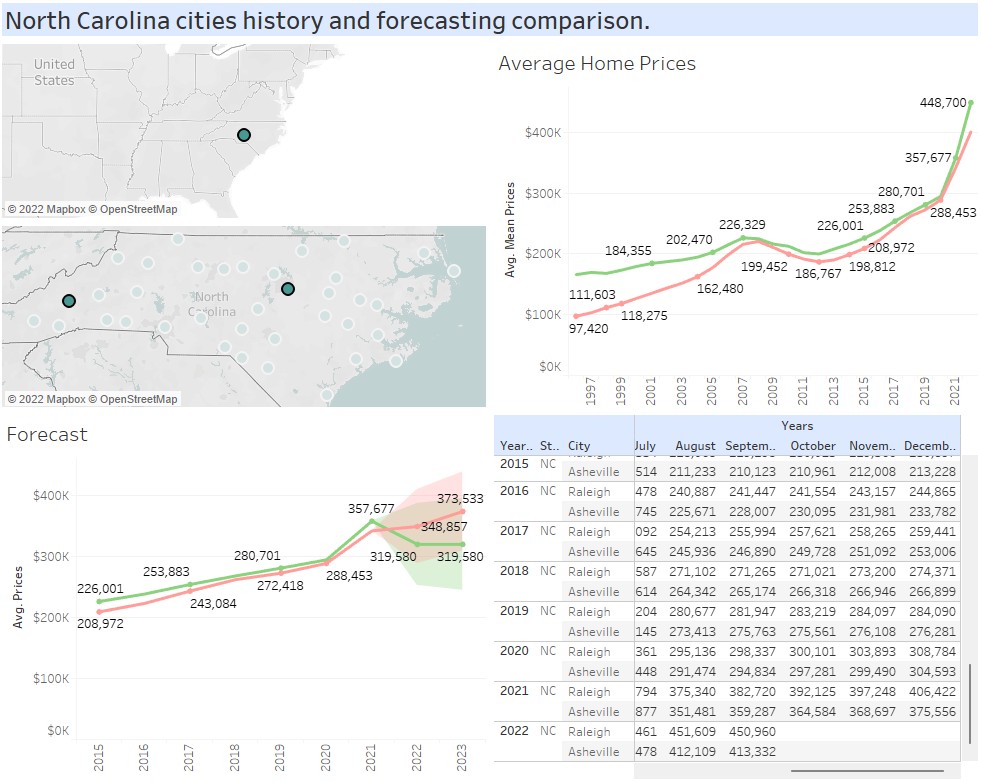 North Carolina cities history and forecasting comparison.
United
States
© 2022 Mapbox © OpenStreetMap
North
Carolina
© 2022 Mapbox © OpenStreetMap
Average Home Prices
Avg. Mean Prices
$400K
$300K
$200K
$100K
$0K
448,700
357,677
280,701
253,883
288,453
226,001
226,329
208,972
202,470
184,355
199,452
186,767
198,812
162,480
111,603
118,275
97,420
1997
1999
2001
2003
2005
2007
2009
2011
2013
2015
2017
2019
2021
Forecast
Avg. Prices
$400K
$300K
$200K
$100K
$0K
373,533
357,677
348,857
319,580
319,580
280,701
253,883
288,453
272,418
226,001
243,084
208,972
2015
2016
2017
2018
2019
2020
2021
2022
2023
Years
Year.. St.. City July August Septem.. October Novem.. Decemb..
2015 NC
Asheville 514 211,233 210,123 210,961 212,008 213,228
2016 NC Raleigh 478 240,887 241,447 241,554 243,157 244,865
Asheville 745 225,671 228,007 230,095 231,981 233,782
2017 NC Raleigh 092 254,213 255,994 257,621 258,265 259,441
Asheville 645 245,936 246,890 249,728 251,092 253,006
2018 NC Raleigh 587 271,102 271,265 271,021 273,200 274,371
Asheville 614 264,342 265,174 266,318 266,946 266,899
2019 NC Raleigh 204 280,677 281,947 283,219 284,097 284,090
Asheville 145 273,413 275,763 275,561 276,108 276,281
2020 NC Raleigh 361 295,136 298,337 300,101 303,893 308,784
Asheville 448 291,474 294,834 297,281 299,490 304,593
2021 NC Raleigh 794 375,340 382,720 392,125 397,248 406,422
Asheville 877 351,481 359,287 364,584 368,697 375,556
2022 NC Raleigh 461 451,609 450,960
Asheville 478 412,109 413,332